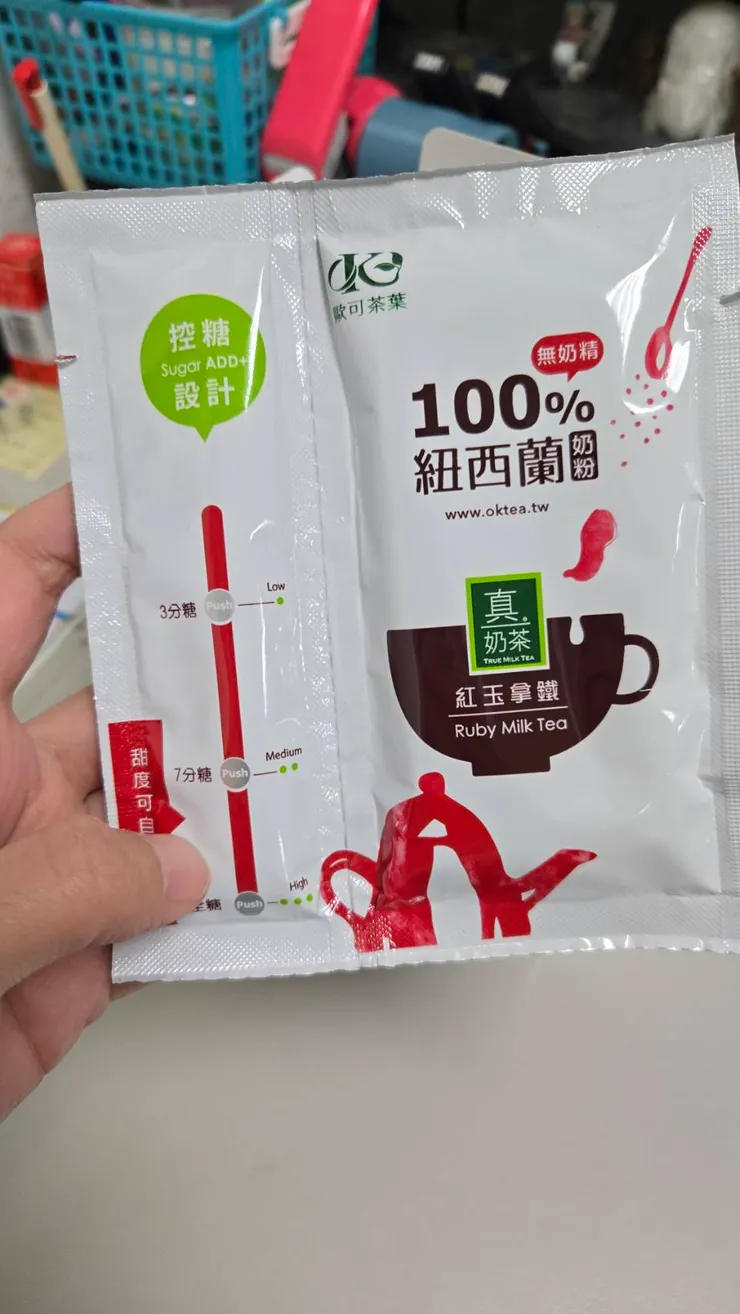 控糖
Sugar ADD+
設計
3分糖
Push
Low
7分糖
Push
Medium
糖
Push
High
甜度可自
OK
歐可茶葉
無奶精
100%
紐西蘭
奶粉
www.oktea.tw
真。
奶茶
TRUE MILK TEA
紅玉拿鐵
Ruby Milk Tea